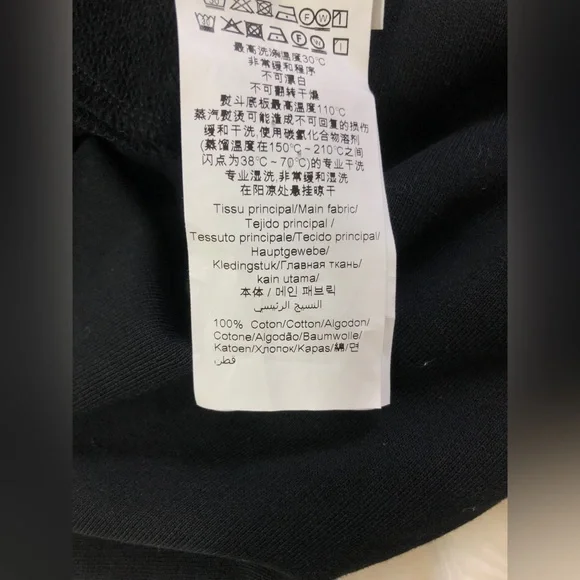 最高洗涤温度30°C
非常缓和程序
不可漂白
不可翻转干燥
熨斗底板最高温度110°C
蒸汽熨烫可能造成不可回复的损伤
缓和干洗,使用碳氢化合物溶剂
(蒸馏温度在150°C~210°C之间
闪点为38°C~70°C)的专业干洗
专业湿洗,非常缓和湿洗
在阴凉处悬挂晾干
Tissu principal/Main fabric/
Tejido principal /
Tessuto principale/Tecido principal/
Hauptgewebe/
Kledingstuk/Главная ткань/
kain utama/
本体 / 메인 패브릭
النسيج الرئيسي
100% Coton/Cotton/Algodon/
Cotone/Algodão/Baumwolle/
Katoen/Хлопок/Kapas/綿/면
قطن